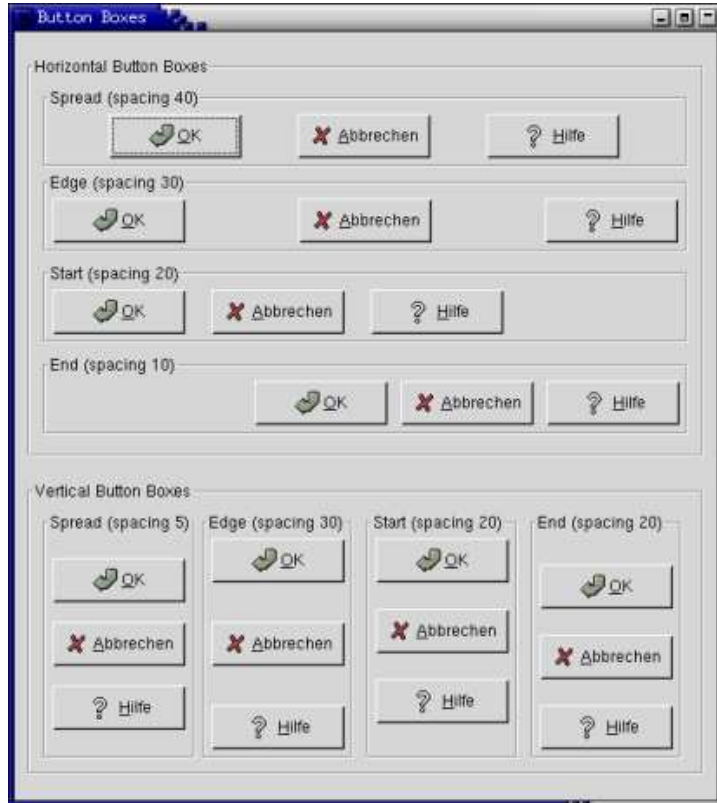 Button Boxes
Horizontal Button Boxes
Spread (spacing 40)
OK Abbrechen Hilfe
Edge (spacing 30)
OK Abbrechen Hilfe
Start (spacing 20)
OK Abbrechen Hilfe
End (spacing 10)
OK Abbrechen Hilfe
Vertical Button Boxes
Spread (spacing 5)
OK
Abbrechen
Hilfe
Edge (spacing 30)
OK
Abbrechen
Hilfe
Start (spacing 20)
OK
Abbrechen
Hilfe
End (spacing 20)
OK
Abbrechen
Hilfe